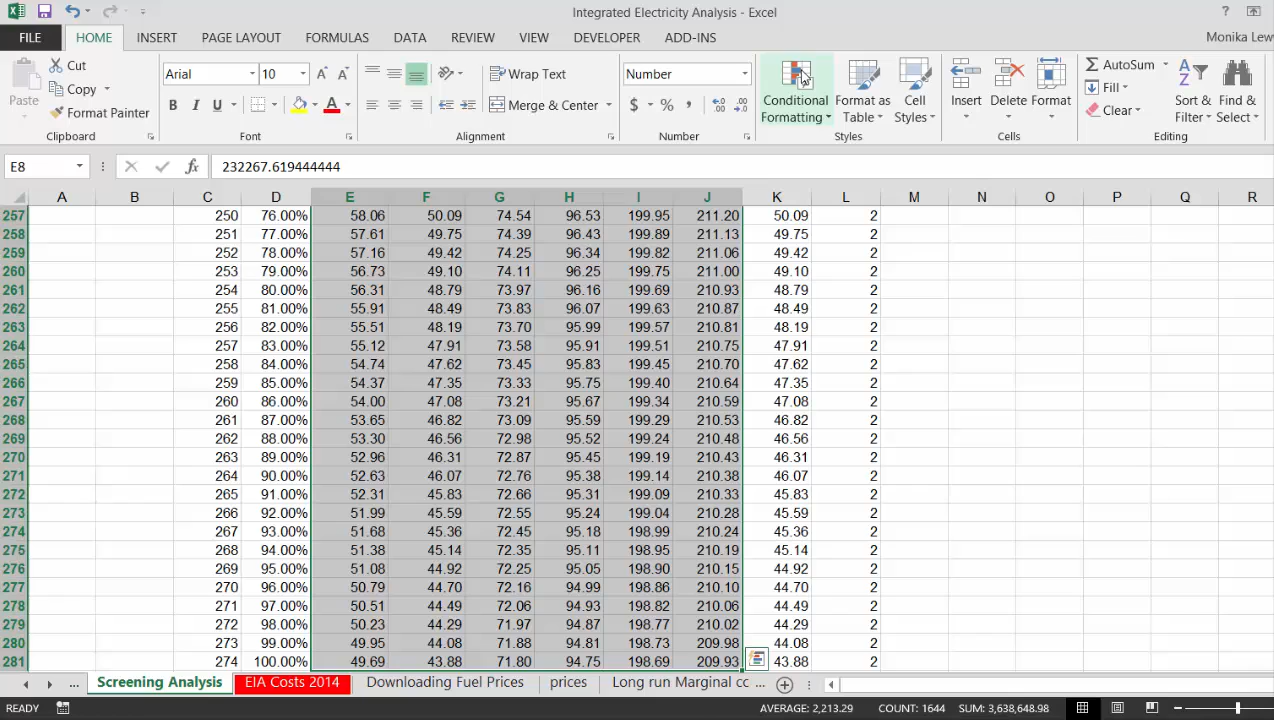 Integrated Electricity Analysis - Excel
?
FILE HOME INSERT PAGE LAYOUT FORMULAS DATA REVIEW VIEW DEVELOPER ADD-INS Monika Lew
Cut
Copy
Format Painter
Paste
Clipboard
Arial 10
B I U
Font
Wrap Text
Merge & Center
Alignment
Number
$ % ,
Number
Conditional Formatting
Format as Table
Cell Styles
Styles
Insert Delete Format
Cells
AutoSum
Fill
Clear
Sort & Filter
Find & Select
Editing
E8 fx 232267.619444444
A B C D E F G H I J K L M N O P Q R
257 250 76.00% 58.06 50.09 74.54 96.53 199.95 211.20 50.09 2
258 251 77.00% 57.61 49.75 74.39 96.43 199.89 211.13 49.75 2
259 252 78.00% 57.16 49.42 74.25 96.34 199.82 211.06 49.42 2
260 253 79.00% 56.73 49.10 74.11 96.25 199.75 211.00 49.10 2
261 254 80.00% 56.31 48.79 73.97 96.16 199.69 210.93 48.79 2
262 255 81.00% 55.91 48.49 73.83 96.07 199.63 210.87 48.49 2
263 256 82.00% 55.51 48.19 73.70 95.99 199.57 210.81 48.19 2
264 257 83.00% 55.12 47.91 73.58 95.91 199.51 210.75 47.91 2
265 258 84.00% 54.74 47.62 73.45 95.83 199.45 210.70 47.62 2
266 259 85.00% 54.37 47.35 73.33 95.75 199.40 210.64 47.35 2
267 260 86.00% 54.00 47.08 73.21 95.67 199.34 210.59 47.08 2
268 261 87.00% 53.65 46.82 73.09 95.59 199.29 210.53 46.82 2
269 262 88.00% 53.30 46.56 72.98 95.52 199.24 210.48 46.56 2
270 263 89.00% 52.96 46.31 72.87 95.45 199.19 210.43 46.31 2
271 264 90.00% 52.63 46.07 72.76 95.38 199.14 210.38 46.07 2
272 265 91.00% 52.31 45.83 72.66 95.31 199.09 210.33 45.83 2
273 266 92.00% 51.99 45.59 72.55 95.24 199.04 210.28 45.59 2
274 267 93.00% 51.68 45.36 72.45 95.18 198.99 210.24 45.36 2
275 268 94.00% 51.38 45.14 72.35 95.11 198.95 210.19 45.14 2
276 269 95.00% 51.08 44.92 72.25 95.05 198.90 210.15 44.92 2
277 270 96.00% 50.79 44.70 72.16 94.99 198.86 210.10 44.70 2
278 271 97.00% 50.51 44.49 72.06 94.93 198.82 210.06 44.49 2
279 272 98.00% 50.23 44.29 71.97 94.87 198.77 210.02 44.29 2
280 273 99.00% 49.95 44.08 71.88 94.81 198.73 209.98 44.08 2
281 274 100.00% 49.69 43.88 71.80 94.75 198.69 209.93 43.88 2
... Screening Analysis EIA Costs 2014 Downloading Fuel Prices prices Long run Marginal cc ...
READY AVERAGE: 2,213.29 COUNT: 1644 SUM: 3,638,648.98